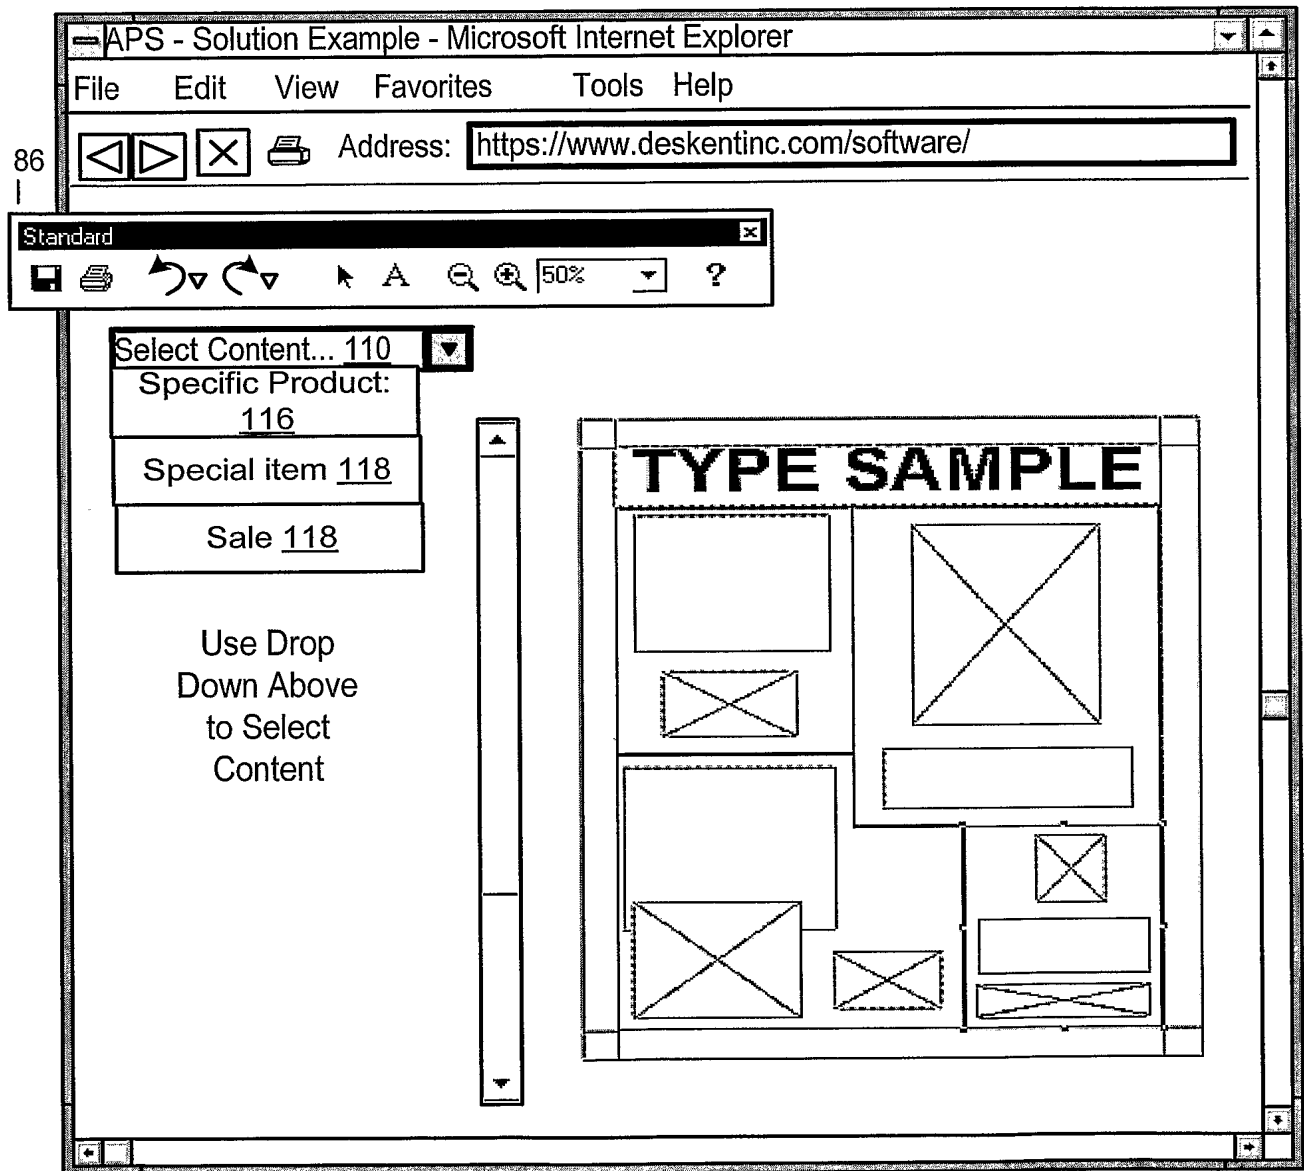 APS - Solution Example - Microsoft Internet Explorer
File Edit View Favorites Tools Help
Address: https://www.deskentinc.com/software/
86
Standard
A 50% ?
Select Content... 110
Specific Product:
116
Special item 118
Sale 118
TYPE SAMPLE
Use Drop
Down Above
to Select
Content